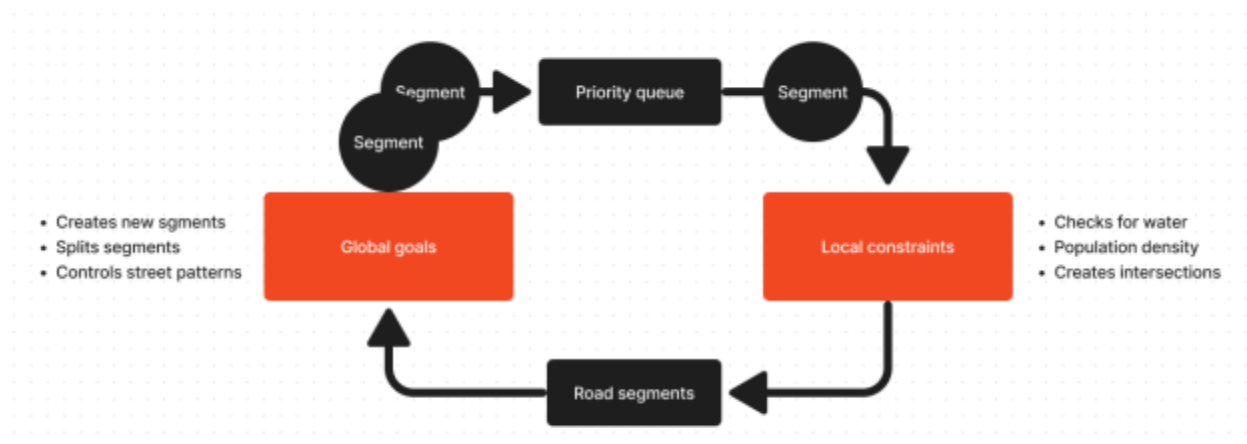 Segment
Segment
Priority queue
Segment
• Creates new sgments
• Splits segments
• Controls street patterns
Global goals
Local constraints
• Checks for water
• Population density
• Creates intersections
Road segments